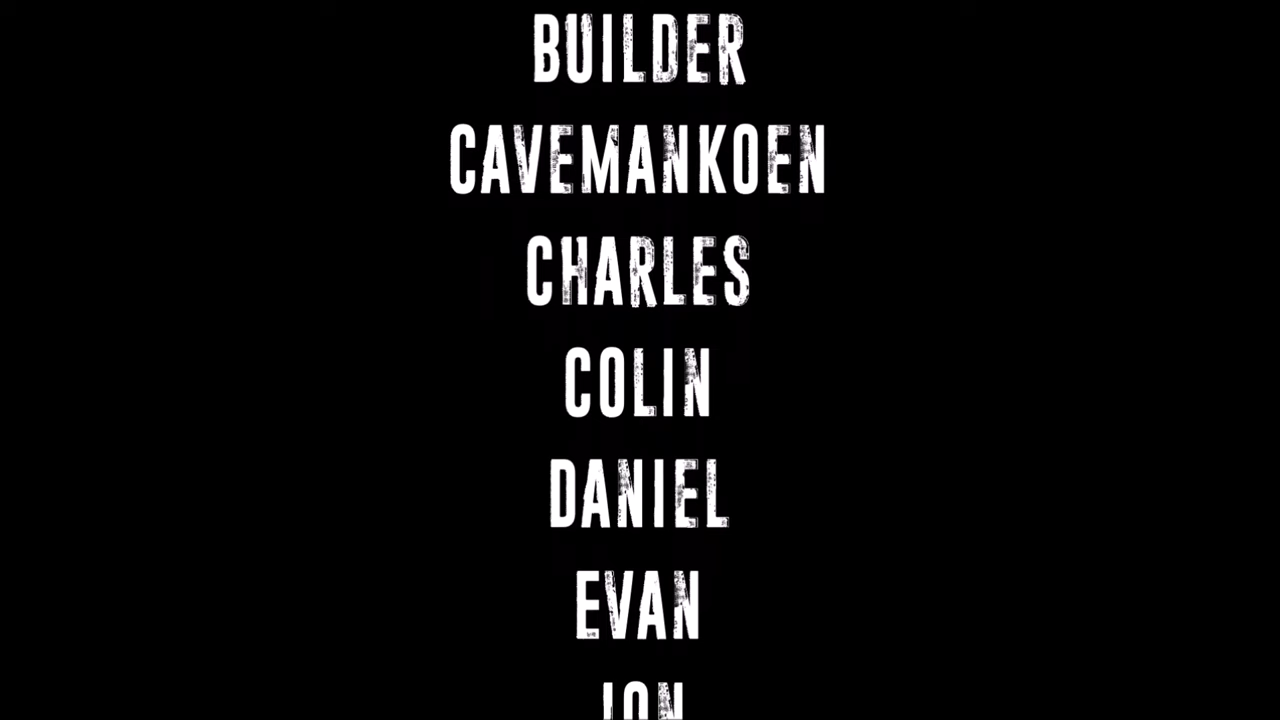 BUILDER
CAVEMANKOEN
CHARLES
COLIN
DANIEL
EVAN